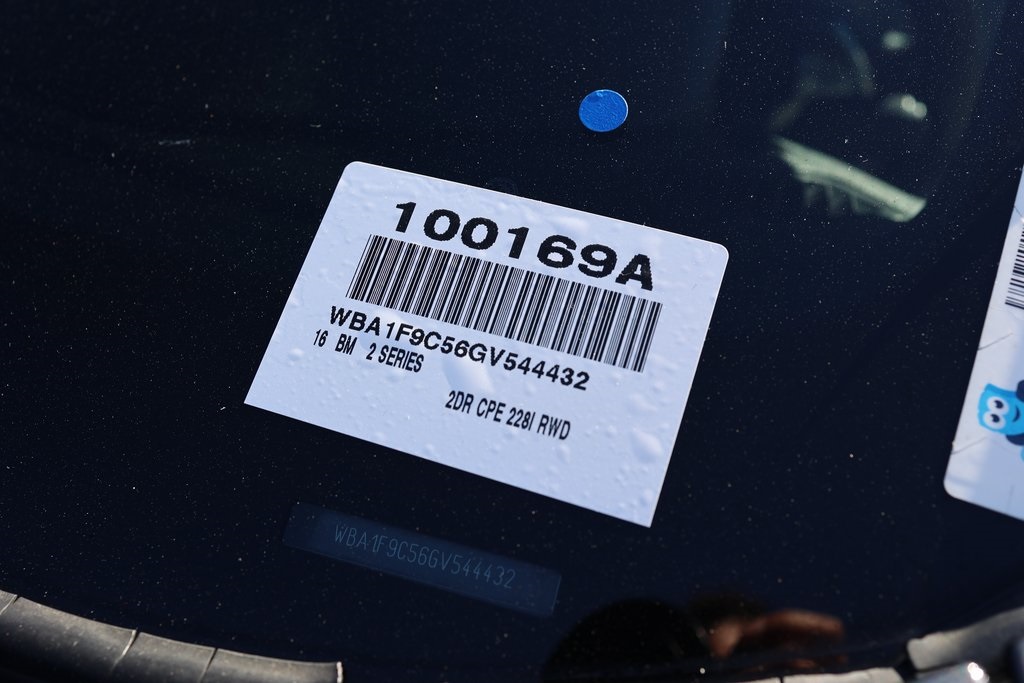 100169A
WBA1F9C56GV544432
16 BM 2 SERIES
2DR CPE 228I RWD
WBA1F9C56GV544432